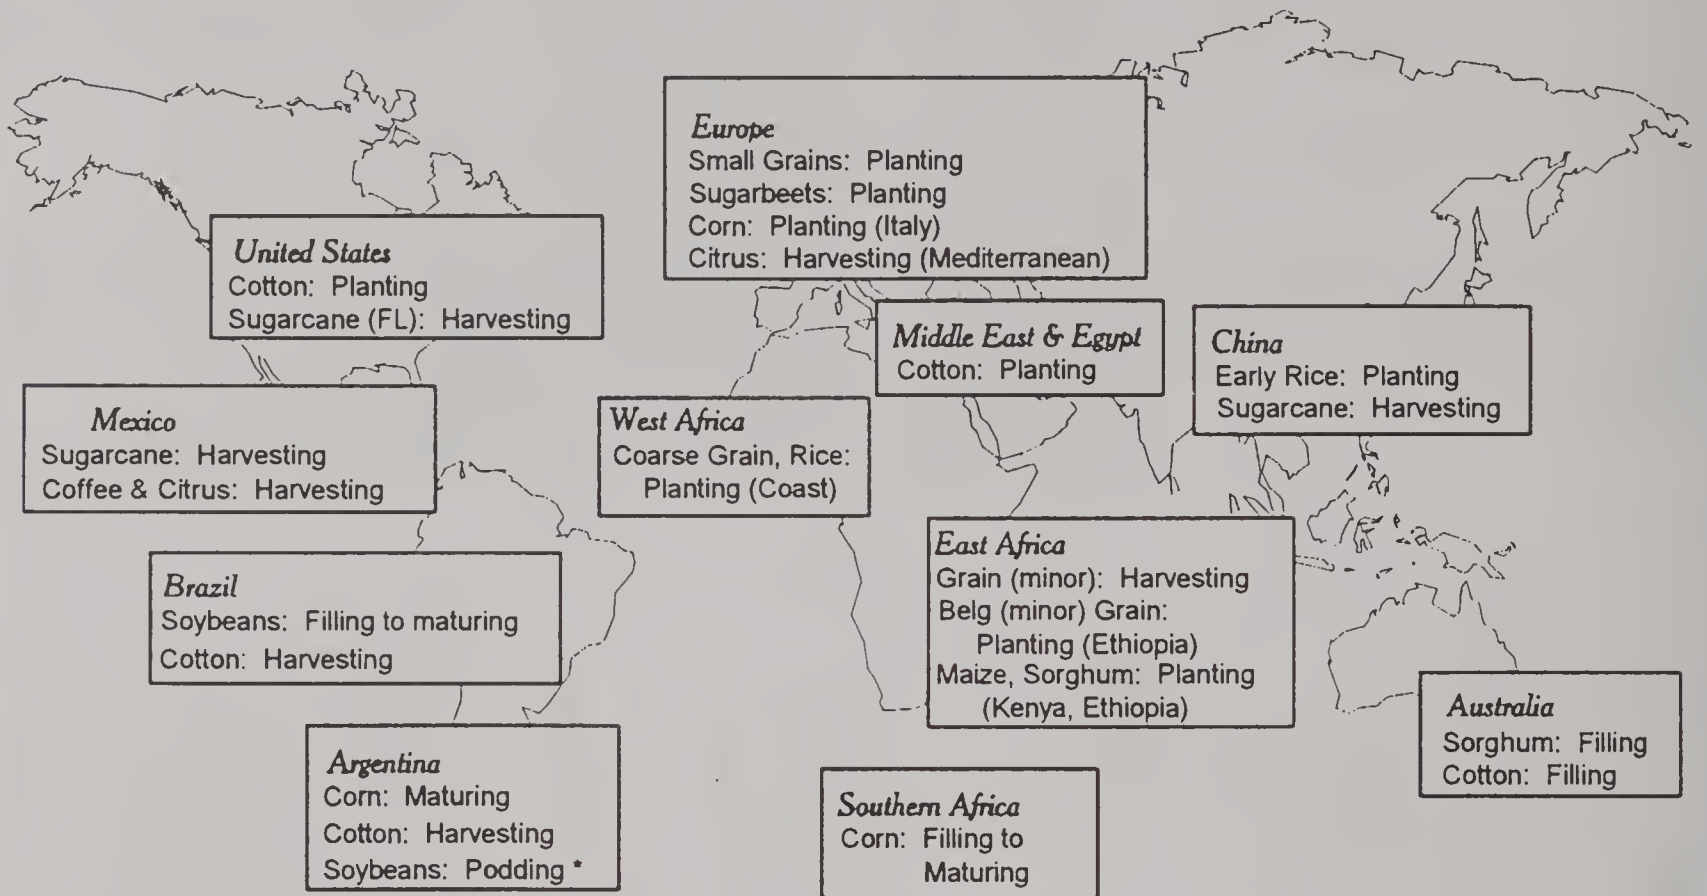 Europe
Small Grains: Planting
Sugarbeets: Planting
Corn: Planting (Italy)
Citrus: Harvesting (Mediterranean)
United States
Cotton: Planting
Sugarcane (FL): Harvesting
Middle East & Egypt
Cotton: Planting
China
Early Rice: Planting
Sugarcane: Harvesting
Mexico
Sugarcane: Harvesting
Coffee & Citrus: Harvesting
West Africa
Coarse Grain, Rice:
Planting (Coast)
East Africa
Grain (minor): Harvesting
Belg (minor) Grain:
Planting (Ethiopia)
Maize, Sorghum: Planting
(Kenya, Ethiopia)
Brazil
Soybeans: Filling to maturing
Cotton: Harvesting
Australia
Sorghum: Filling
Cotton: Filling
Argentina
Corn: Maturing
Cotton: Harvesting
Soybeans: Podding *
Southern Africa
Corn: Filling to
Maturing